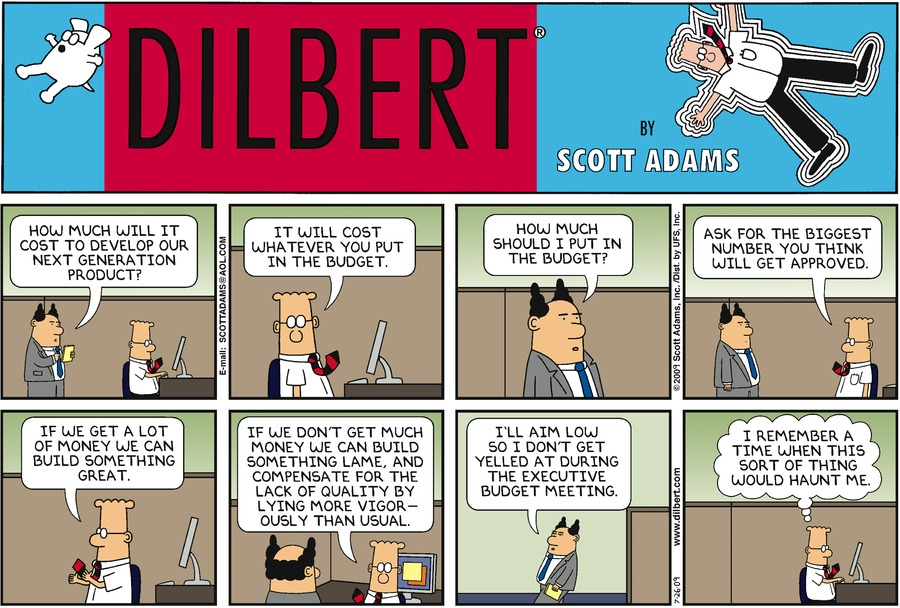 DILBERT®
BY
SCOTT ADAMS
HOW MUCH WILL IT
COST TO DEVELOP OUR
NEXT GENERATION
PRODUCT?
E-mail: SCOTTADAMS@AOL.COM
IT WILL COST
WHATEVER YOU PUT
IN THE BUDGET.
HOW MUCH
SHOULD I PUT IN
THE BUDGET?
©2009 Scott Adams, Inc./Dist. by UFS, Inc.
ASK FOR THE BIGGEST
NUMBER YOU THINK
WILL GET APPROVED.
IF WE GET A LOT
OF MONEY WE CAN
BUILD SOMETHING
GREAT.
IF WE DON'T GET MUCH
MONEY WE CAN BUILD
SOMETHING LAME, AND
COMPENSATE FOR THE
LACK OF QUALITY BY
LYING MORE VIGOR-
OUSLY THAN USUAL.
I'LL AIM LOW
SO I DON'T GET
YELLED AT DURING
THE EXECUTIVE
BUDGET MEETING.
7-26-09
www.dilbert.com
I REMEMBER A
TIME WHEN THIS
SORT OF THING
WOULD HAUNT ME.